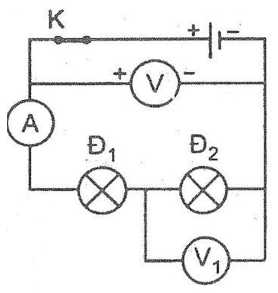 K
+ −
+ V −
A
Đ1 Đ2
V1